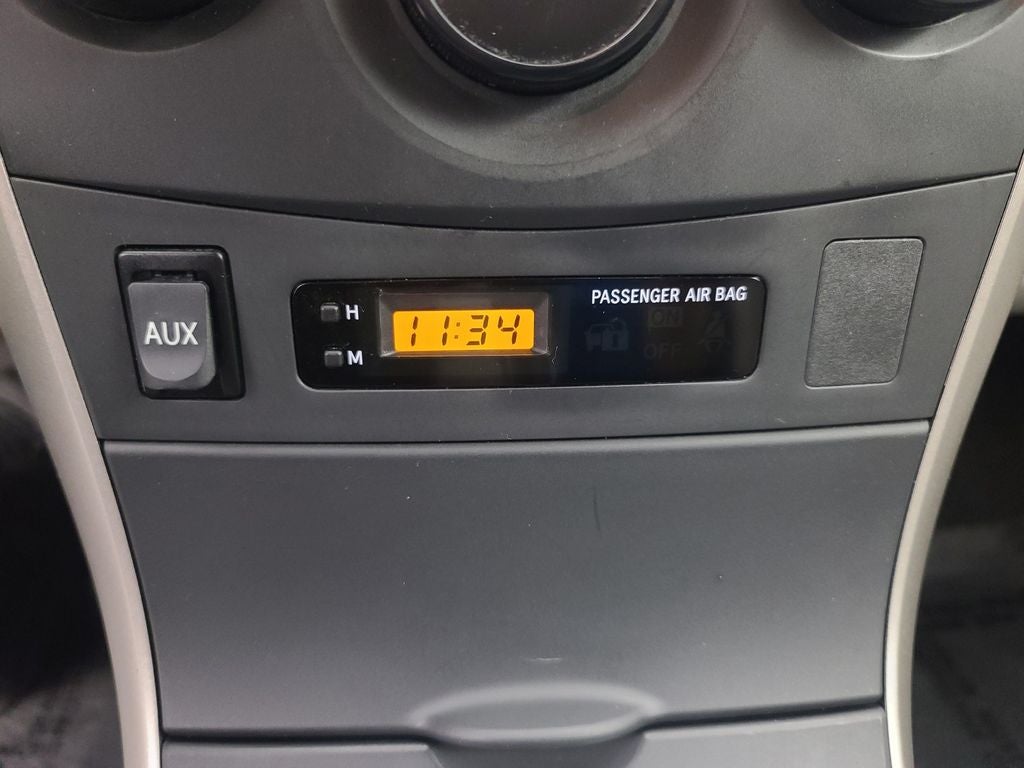 AUX
H
M
11:34
PASSENGER AIR BAG
ON
OFF